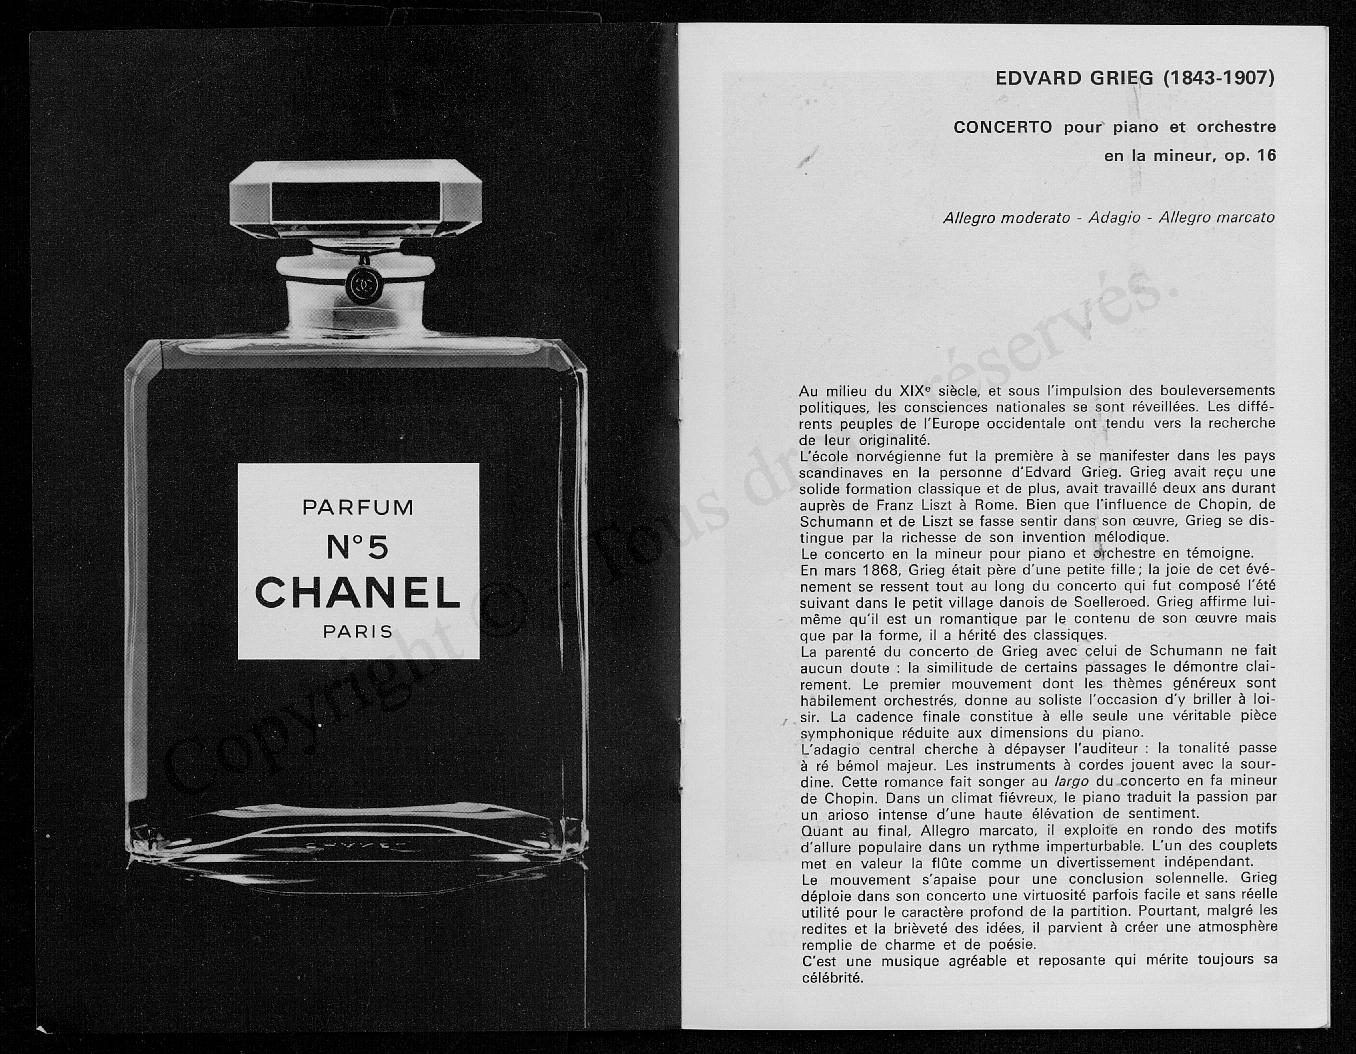 PARFUM
N° 5
CHANEL
PARIS
EDVARD GRIEG (1843-1907)
CONCERTO pour piano et orchestre
en la mineur, op. 16
Allegro moderato - Adagio - Allegro marcato
Au milieu du XIXe siècle, et sous l'impulsion des bouleversements
politiques, les consciences nationales se sont réveillées. Les diffé-
rents peuples de l'Europe occidentale ont tendu vers la recherche
de leur originalité.
L'école norvégienne fut la première à se manifester dans les pays
scandinaves en la personne d'Edvard Grieg. Grieg avait reçu une
solide formation classique et de plus, avait travaillé deux ans durant
auprès de Franz Liszt à Rome. Bien que l'influence de Chopin, de
Schumann et de Liszt se fasse sentir dans son œuvre, Grieg se dis-
tingue par la richesse de son invention mélodique.
Le concerto en la mineur pour piano et orchestre en témoigne.
En mars 1868, Grieg était père d'une petite fille; la joie de cet évé-
nement se ressent tout au long du concerto qui fut composé l'été
suivant dans le petit village danois de Soelleroed. Grieg affirme lui-
même qu'il est un romantique par le contenu de son œuvre mais
que par la forme, il a hérité des classiques.
La parenté du concerto de Grieg avec celui de Schumann ne fait
aucun doute : la similitude de certains passages le démontre clai-
rement. Le premier mouvement dont les thèmes généreux sont
habilement orchestrés, donne au soliste l'occasion d'y briller à loi-
sir. La cadence finale constitue à elle seule une véritable pièce
symphonique réduite aux dimensions du piano.
L'adagio central cherche à dépayser l'auditeur : la tonalité passe
à ré bémol majeur. Les instruments à cordes jouent avec la sour-
dine. Cette romance fait songer au largo du concerto en fa mineur
de Chopin. Dans un climat fiévreux, le piano traduit la passion par
un arioso intense d'une haute élévation de sentiment.
Quant au final, Allegro marcato, il exploite en rondo des motifs
d'allure populaire dans un rythme imperturbable. L'un des couplets
met en valeur la flûte comme un divertissement indépendant.
Le mouvement s'apaise pour une conclusion solennelle. Grieg
déploie dans son concerto une virtuosité parfois facile et sans réelle
utilité pour le caractère profond de la partition. Pourtant, malgré les
redites et la brièveté des idées, il parvient à créer une atmosphère
remplie de charme et de poésie.
C'est une musique agréable et reposante qui mérite toujours sa
célébrité.
Copyright © - Tous droits réservés.